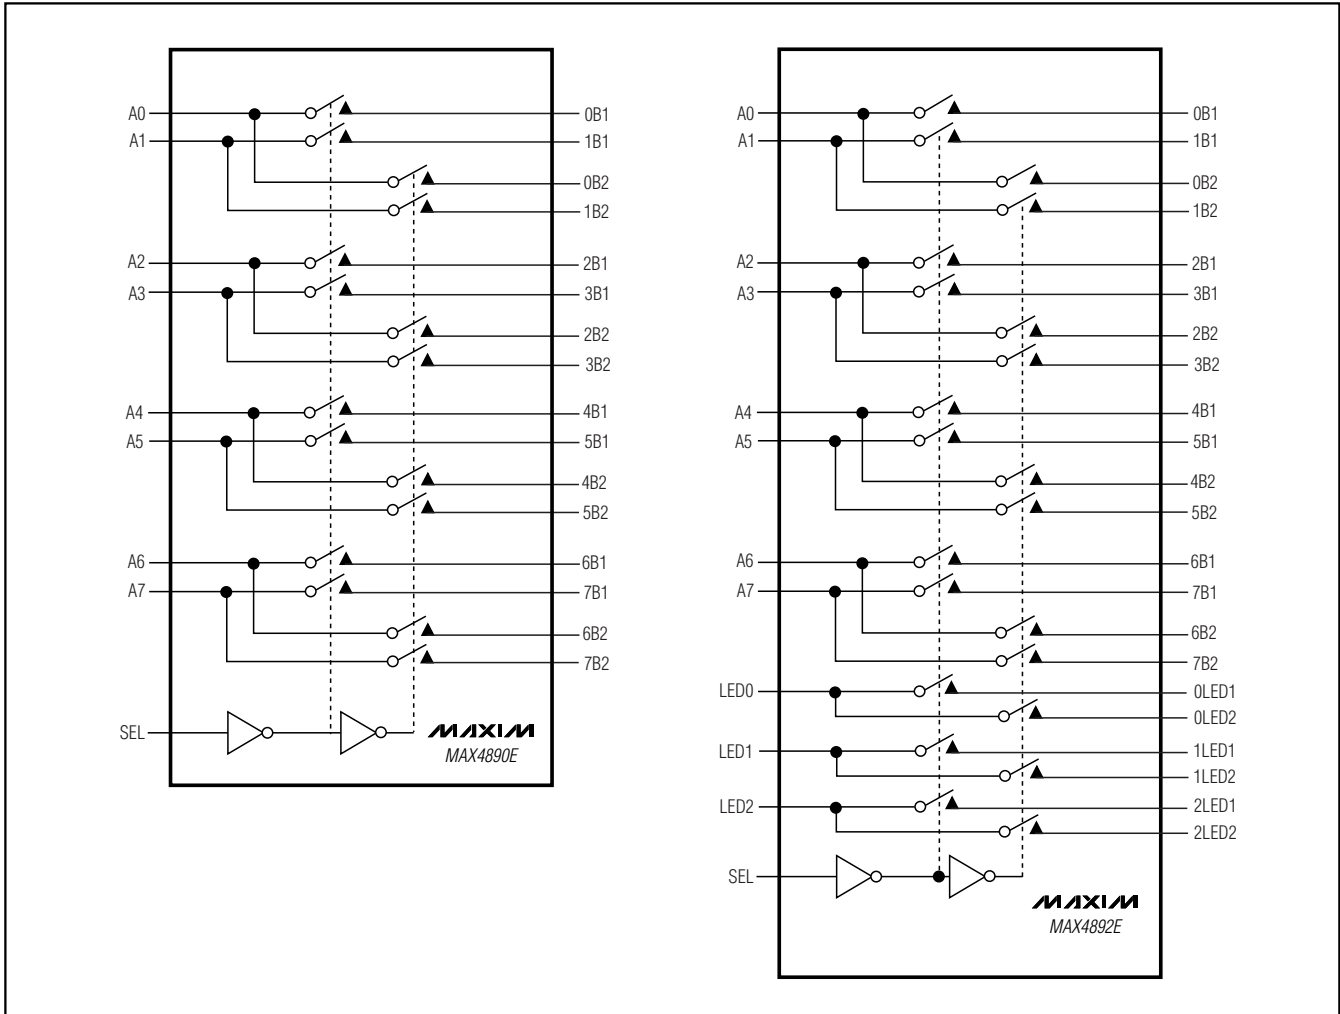 A0
0B1
A1
1B1
0B2
1B2
A2
2B1
A3
3B1
2B2
3B2
A4
4B1
A5
5B1
4B2
5B2
A6
6B1
A7
7B1
6B2
7B2
SEL
MAXIM
MAX4890E
A0
0B1
A1
1B1
0B2
1B2
A2
2B1
A3
3B1
2B2
3B2
A4
4B1
A5
5B1
4B2
5B2
A6
6B1
A7
7B1
6B2
7B2
LED0
0LED1
0LED2
LED1
1LED1
1LED2
LED2
2LED1
2LED2
SEL
MAXIM
MAX4892E